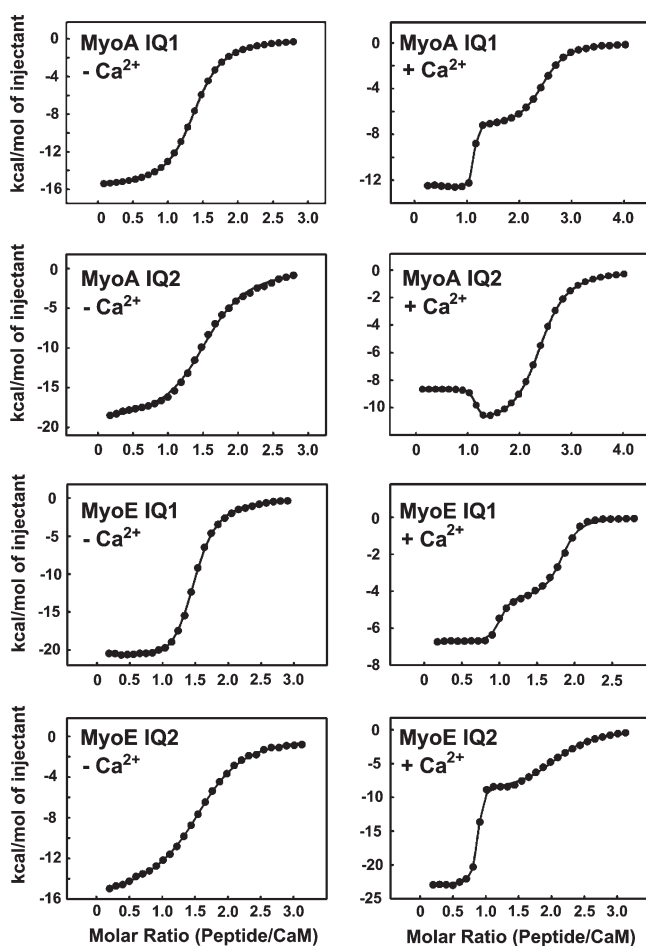 MyoA IQ1
- Ca2+
kcal/mol of injectant
0
-4
-8
-12
-16
0 0.5 1.0 1.5 2.0 2.5 3.0
MyoA IQ1
+ Ca2+
0
-4
-8
-12
0 1.0 2.0 3.0 4.0
MyoA IQ2
- Ca2+
kcal/mol of injectant
0
-5
-10
-15
-20
0 0.5 1.0 1.5 2.0 2.5 3.0
MyoA IQ2
+ Ca2+
0
-2
-4
-6
-8
-10
0 1.0 2.0 3.0 4.0
MyoE IQ1
- Ca2+
kcal/mol of injectant
0
-5
-10
-15
-20
0 0.5 1.0 1.5 2.0 2.5 3.0
MyoE IQ1
+ Ca2+
0
-2
-4
-6
-8
0 0.5 1.0 1.5 2.0 2.5
MyoE IQ2
- Ca2+
kcal/mol of injectant
0
-4
-8
-12
-16
0 0.5 1.0 1.5 2.0 2.5 3.0
Molar Ratio (Peptide/CaM)
MyoE IQ2
+ Ca2+
0
-5
-10
-15
-20
-25
0 0.5 1.0 1.5 2.0 2.5 3.0
Molar Ratio (Peptide/CaM)